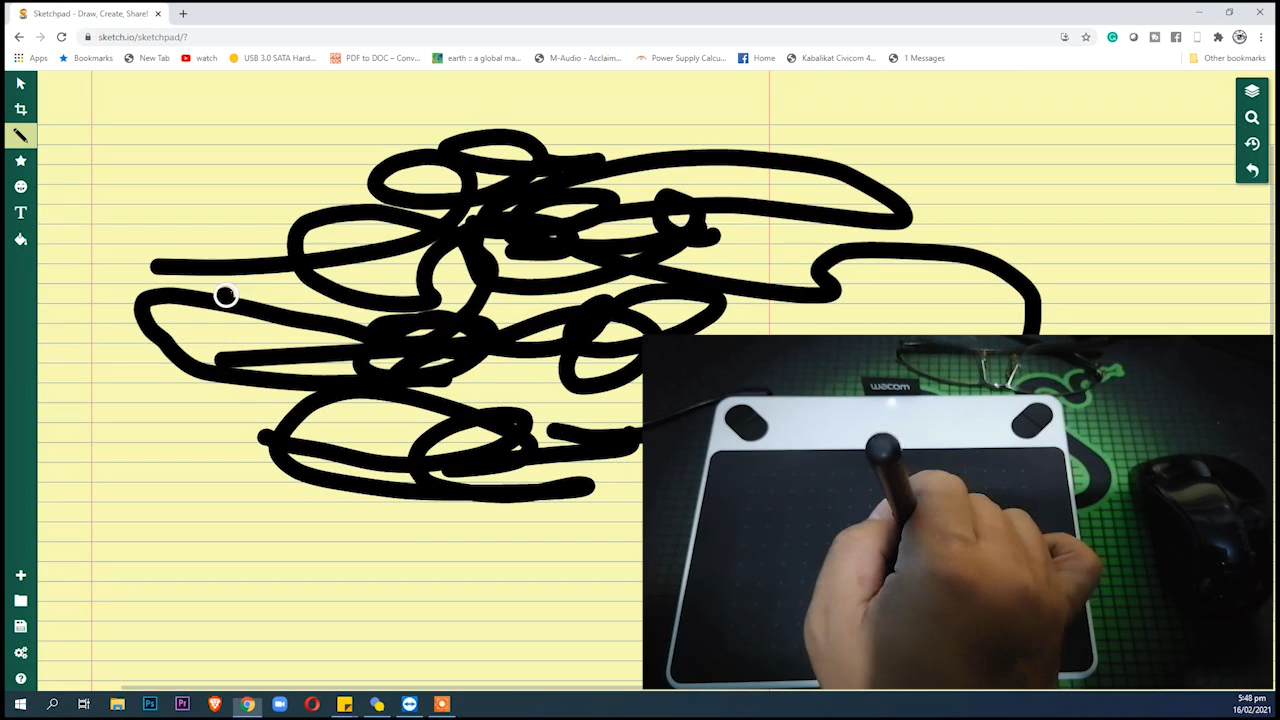 Sketchpad - Draw, Create, Share!
sketch.io/sketchpad/?
Apps
Bookmarks
New Tab
watch
USB 3.0 SATA Hard...
PDF to DOC – Conv...
earth :: a global ma...
M-Audio - Acclaim...
Power Supply Calcu...
Home
Kabalikat Civicom 4...
1 Messages
Other bookmarks
T
wacom
Ps
Pr
5:48 pm
16/02/2021